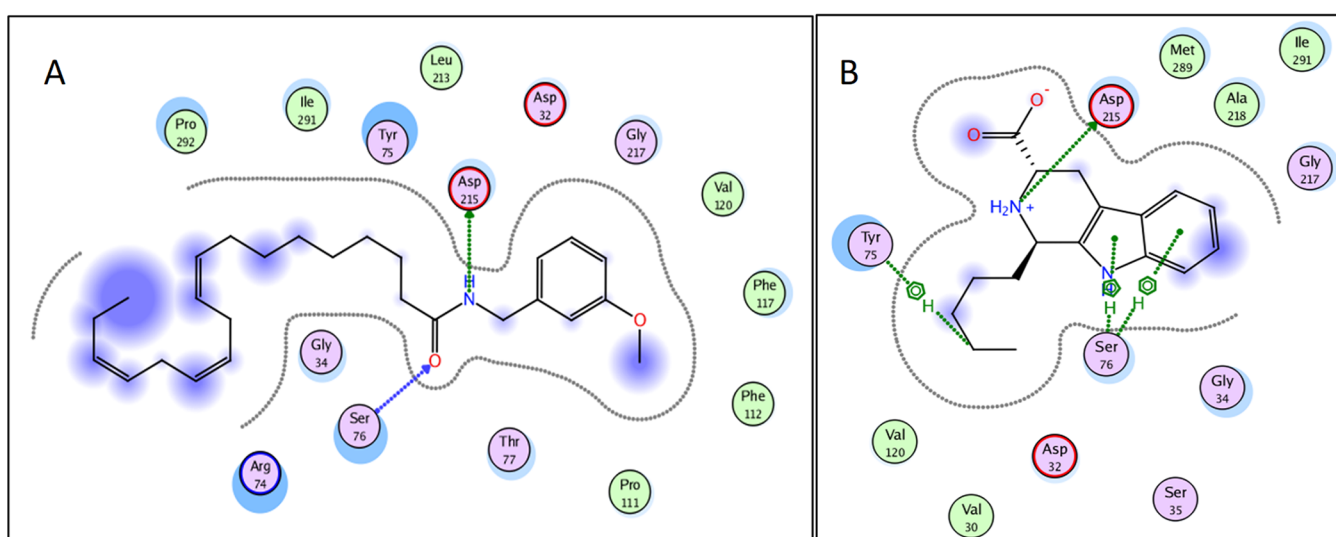 A
Leu
213
Asp
32
Ile
291
Pro
292
Tyr
75
Gly
217
Asp
215
Val
120
H
N
O
Phe
117
Gly
34
O
Phe
112
Ser
76
Thr
77
Arg
74
Pro
111
B
Met
289
Ile
291
O-
Asp
215
Ala
218
O
Gly
217
H2N+
Tyr
75
H
N
H
H
H
Ser
76
Gly
34
Val
120
Asp
32
Ser
35
Val
30